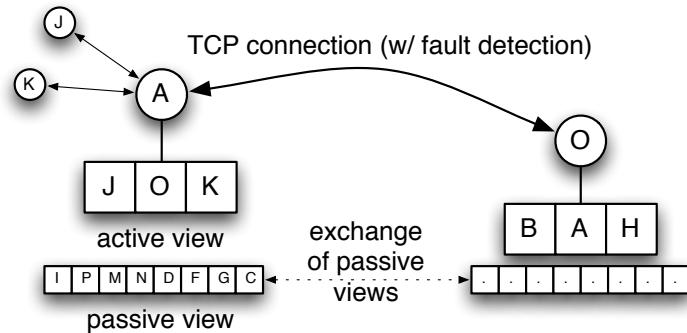 J
TCP connection (w/ fault detection)
K
A
O
J O K
B A H
active view
exchange
of passive
views
I P M N D F G C
. . . . . . . .
passive view